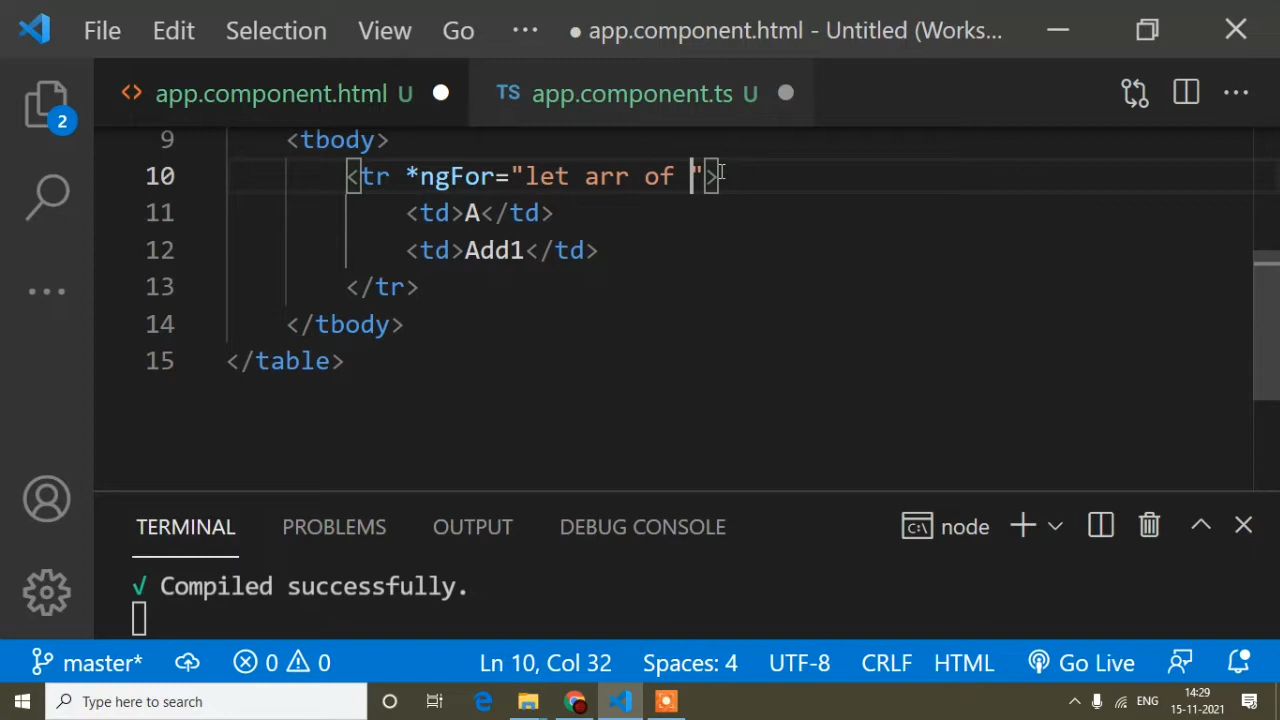 File Edit Selection View Go ··· ● app.component.html - Untitled (Works...
<> app.component.html U ● TS app.component.ts U ●
2
9 <tbody>
10 <tr *ngFor="let arr of ">
11 <td>A</td>
12 <td>Add1</td>
13 </tr>
14 </tbody>
15 </table>
TERMINAL PROBLEMS OUTPUT DEBUG CONSOLE node
√ Compiled successfully.
master* 0 0 Ln 10, Col 32 Spaces: 4 UTF-8 CRLF HTML Go Live
Type here to search ENG 14:29
15-11-2021